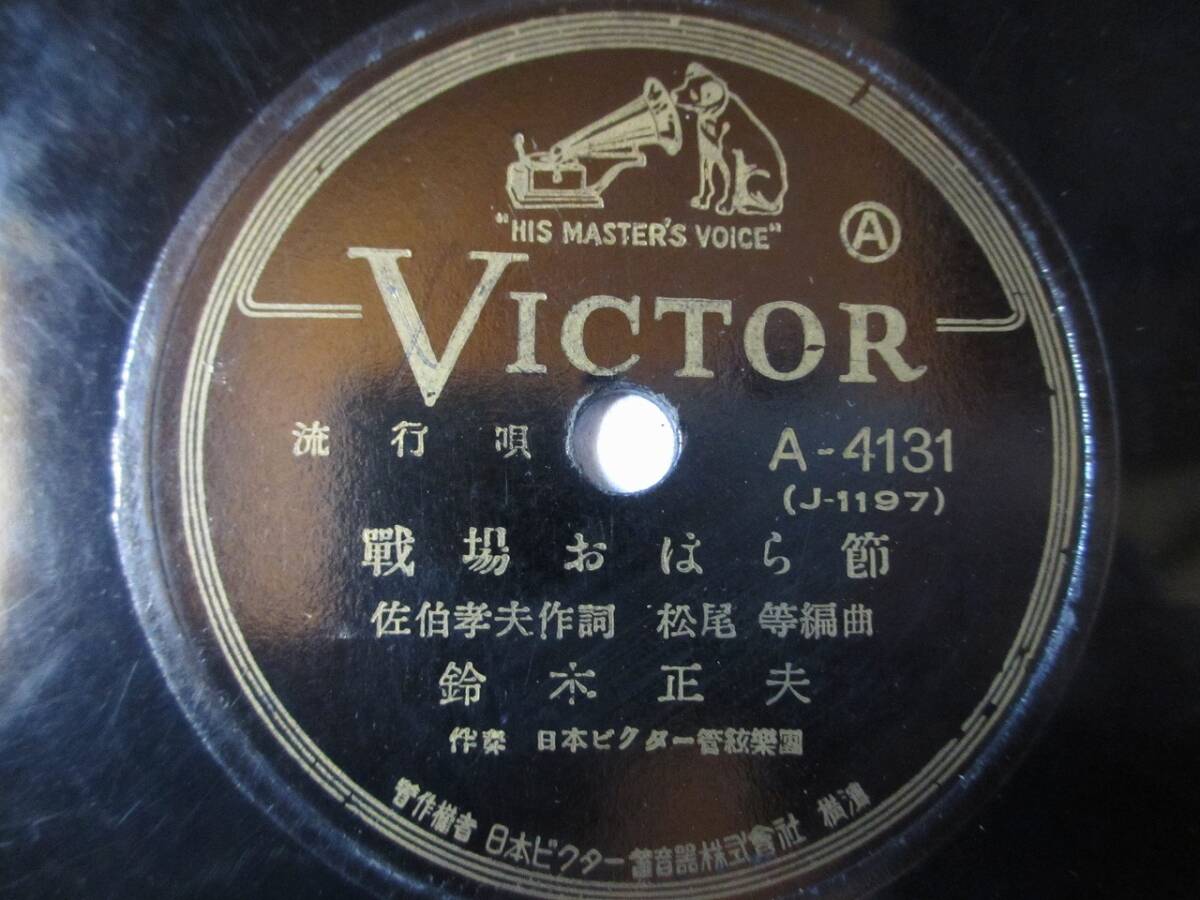 "HIS MASTER'S VOICE"
Ⓐ
VICTOR
流行唄
A-4131
(J-1197)
戰場おはら節
佐伯孝夫作詞 松尾 等編曲
鈴木正夫
伴奏 日本ビクター管絃樂團
著作權者 日本ビクター蓄音器株式會社 橫濱